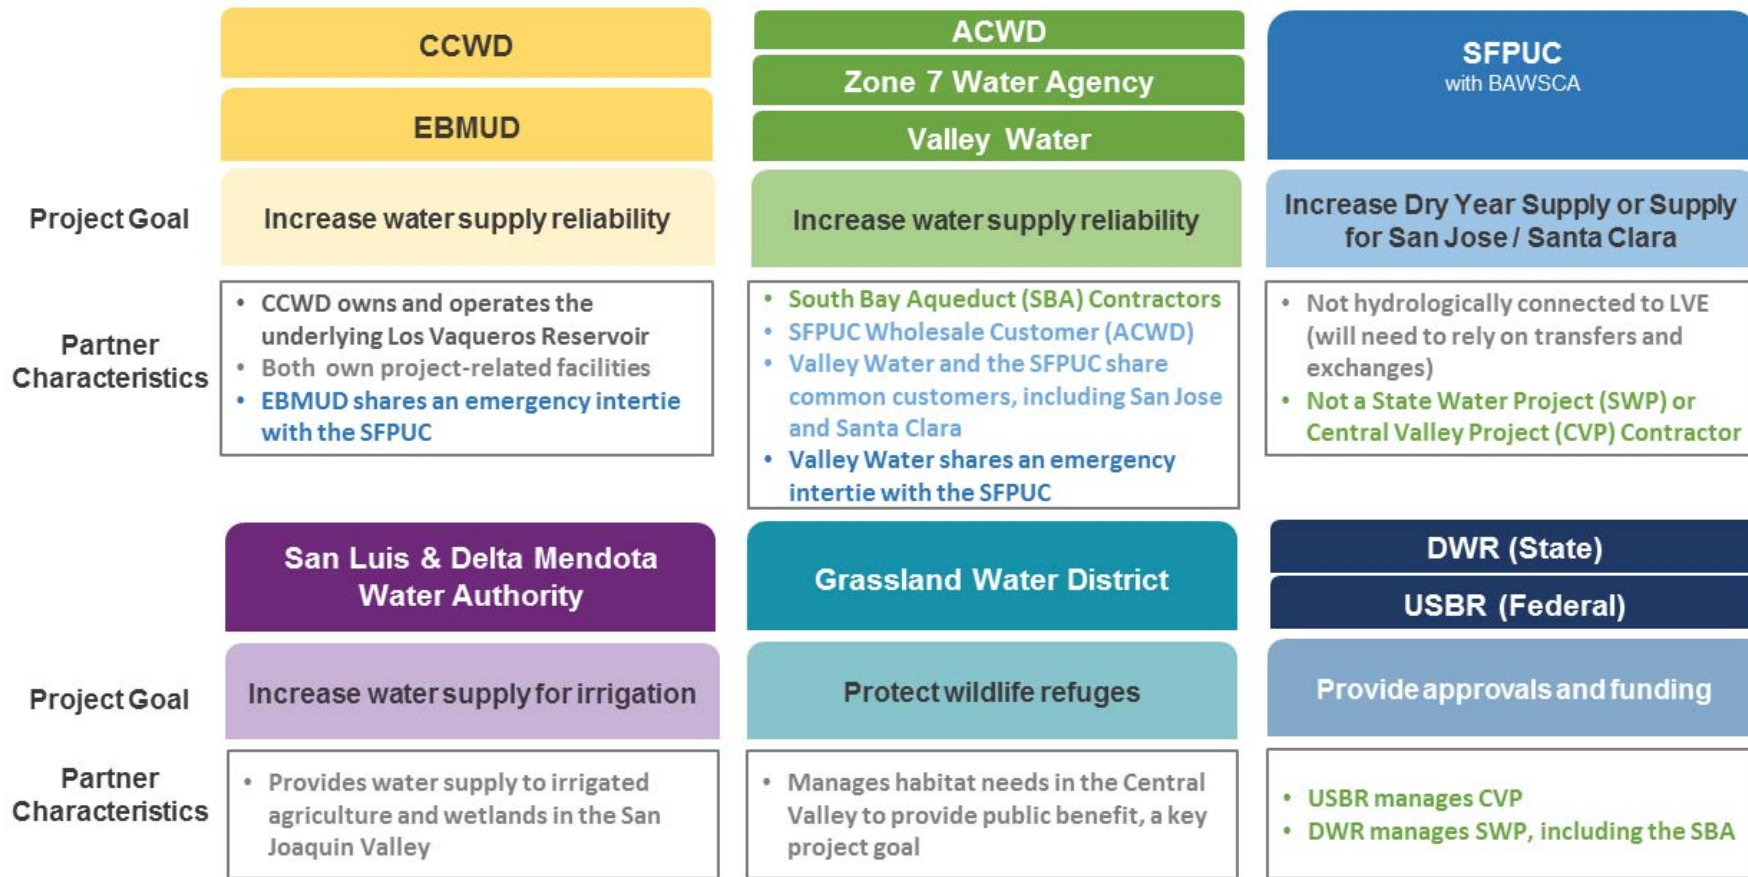 CCWD
EBMUD
ACWD
Zone 7 Water Agency
Valley Water
SFPUC
with BAWSCA
Project Goal
Increase water supply reliability
Increase water supply reliability
Increase Dry Year Supply or Supply
for San Jose / Santa Clara
Partner
Characteristics
• CCWD owns and operates the
underlying Los Vaqueros Reservoir
• Both own project-related facilities
• EBMUD shares an emergency intertie
with the SFPUC
• South Bay Aqueduct (SBA) Contractors
• SFPUC Wholesale Customer (ACWD)
• Valley Water and the SFPUC share
common customers, including San Jose
and Santa Clara
• Valley Water shares an emergency
intertie with the SFPUC
• Not hydrologically connected to LVE
(will need to rely on transfers and
exchanges)
• Not a State Water Project (SWP) or
Central Valley Project (CVP) Contractor
San Luis & Delta Mendota
Water Authority
Grassland Water District
DWR (State)
USBR (Federal)
Project Goal
Increase water supply for irrigation
Protect wildlife refuges
Provide approvals and funding
Partner
Characteristics
• Provides water supply to irrigated
agriculture and wetlands in the San
Joaquin Valley
• Manages habitat needs in the Central
Valley to provide public benefit, a key
project goal
• USBR manages CVP
• DWR manages SWP, including the SBA